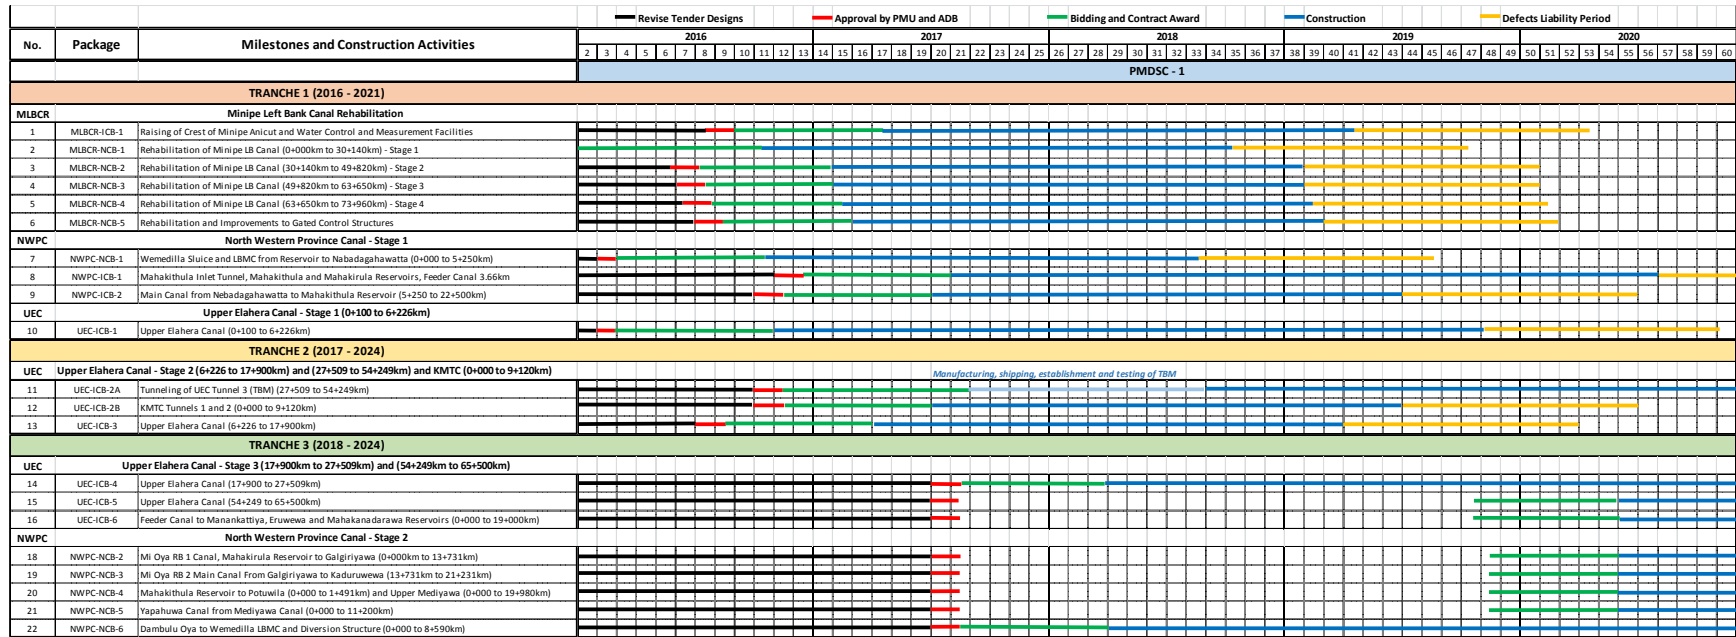 Revise Tender Designs Approval by PMU and ADB Bidding and Contract Award Construction Defects Liability Period
No. Package Milestones and Construction Activities 2016 2017 2018 2019 2020
2 3 4 5 6 7 8 9 10 11 12 13 14 15 16 17 18 19 20 21 24 25 26 27 28 29 30 31 32 33 34 35 36 37 38 39 40 41 44 45 46 47 48 49 50 51 52 53 54 55 56 57 58 59 60
PMDSC - 1
TRANCHE 1 (2016 - 2021)
MLBCR Minipe Left Bank Canal Rehabilitation
1 MLBCR-ICB-1 Raising of Crest of Minipe Anicut and Water Control and Measurement Facilities
2 MLBCR-NCB-1 Rehabilitation of Minipe LB Canal (0+000km to 30+140km) - Stage 1
3 MLBCR-NCB-2 Rehabilitation of Minipe LB Canal (30+140km to 49+820km) - Stage 2
4 MLBCR-NCB-3 Rehabilitation of Minipe LB Canal (49+820km to 63+650km) - Stage 3
5 MLBCR-NCB-4 Rehabilitation of Minipe LB Canal (63+650km to 73+960km) - Stage 4
6 MLBCR-NCB-5 Rehabilitation and Improvements to Gated Control Structures
NWPC North Western Province Canal - Stage 1
7 NWPC-NCB-1 Wemedilla Sluice and LBMC from Reservoir to Nabadagahawatta (0+000 to 5+250km)
8 NWPC-ICB-1 Mahakithula Inlet Tunnel, Mahakithula and Mahakirula Reservoirs, Feeder Canal 3.66km
9 NWPC-ICB-2 Main Canal from Nebadagahawatta to Mahakithula Reservoir (5+250 to 22+500km)
UEC Upper Elahera Canal - Stage 1 (0+100 to 6+226km)
10 UEC-ICB-1 Upper Elahera Canal (0+100 to 6+226km)
TRANCHE 2 (2017 - 2024)
UEC Upper Elahera Canal - Stage 2 (6+226 to 17+900km) and (27+509 to 54+249km) and KMTC (0+000 to 9+120km)
Manufacturing, shipping, establishment and testing of TBM
11 UEC-ICB-2A Tunneling of UEC Tunnel 3 (TBM) (27+509 to 54+249km)
12 UEC-ICB-2B KMTC Tunnels 1 and 2 (0+000 to 9+120km)
13 UEC-ICB-3 Upper Elahera Canal (6+226 to 17+900km)
TRANCHE 3 (2018 - 2024)
UEC Upper Elahera Canal - Stage 3 (17+900km to 27+509km) and (54+249km to 65+500km)
14 UEC-ICB-4 Upper Elahera Canal (17+900 to 27+509km)
15 UEC-ICB-5 Upper Elahera Canal (54+249 to 65+500km)
16 UEC-ICB-6 Feeder Canal to Manankattiya, Eruwewa and Mahakanadarawa Reservoirs (0+000 to 19+000km)
NWPC North Western Province Canal - Stage 2
18 NWPC-NCB-2 Mi Oya RB 1 Canal, Mahakirula Reservoir to Galgiriyawa (0+000km to 13+731km)
19 NWPC-NCB-3 Mi Oya RB 2 Main Canal From Galgiriyawa to Kaduruwewa (13+731km to 21+231km)
20 NWPC-NCB-4 Mahakithula Reservoir to Potuwila (0+000 to 1+491km) and Upper Mediyawa (0+000 to 19+980km)
21 NWPC-NCB-5 Yapahuwa Canal from Mediyawa Canal (0+000 to 11+200km)
22 NWPC-NCB-6 Dambulu Oya to Wemedilla LBMC and Diversion Structure (0+000 to 8+590km)